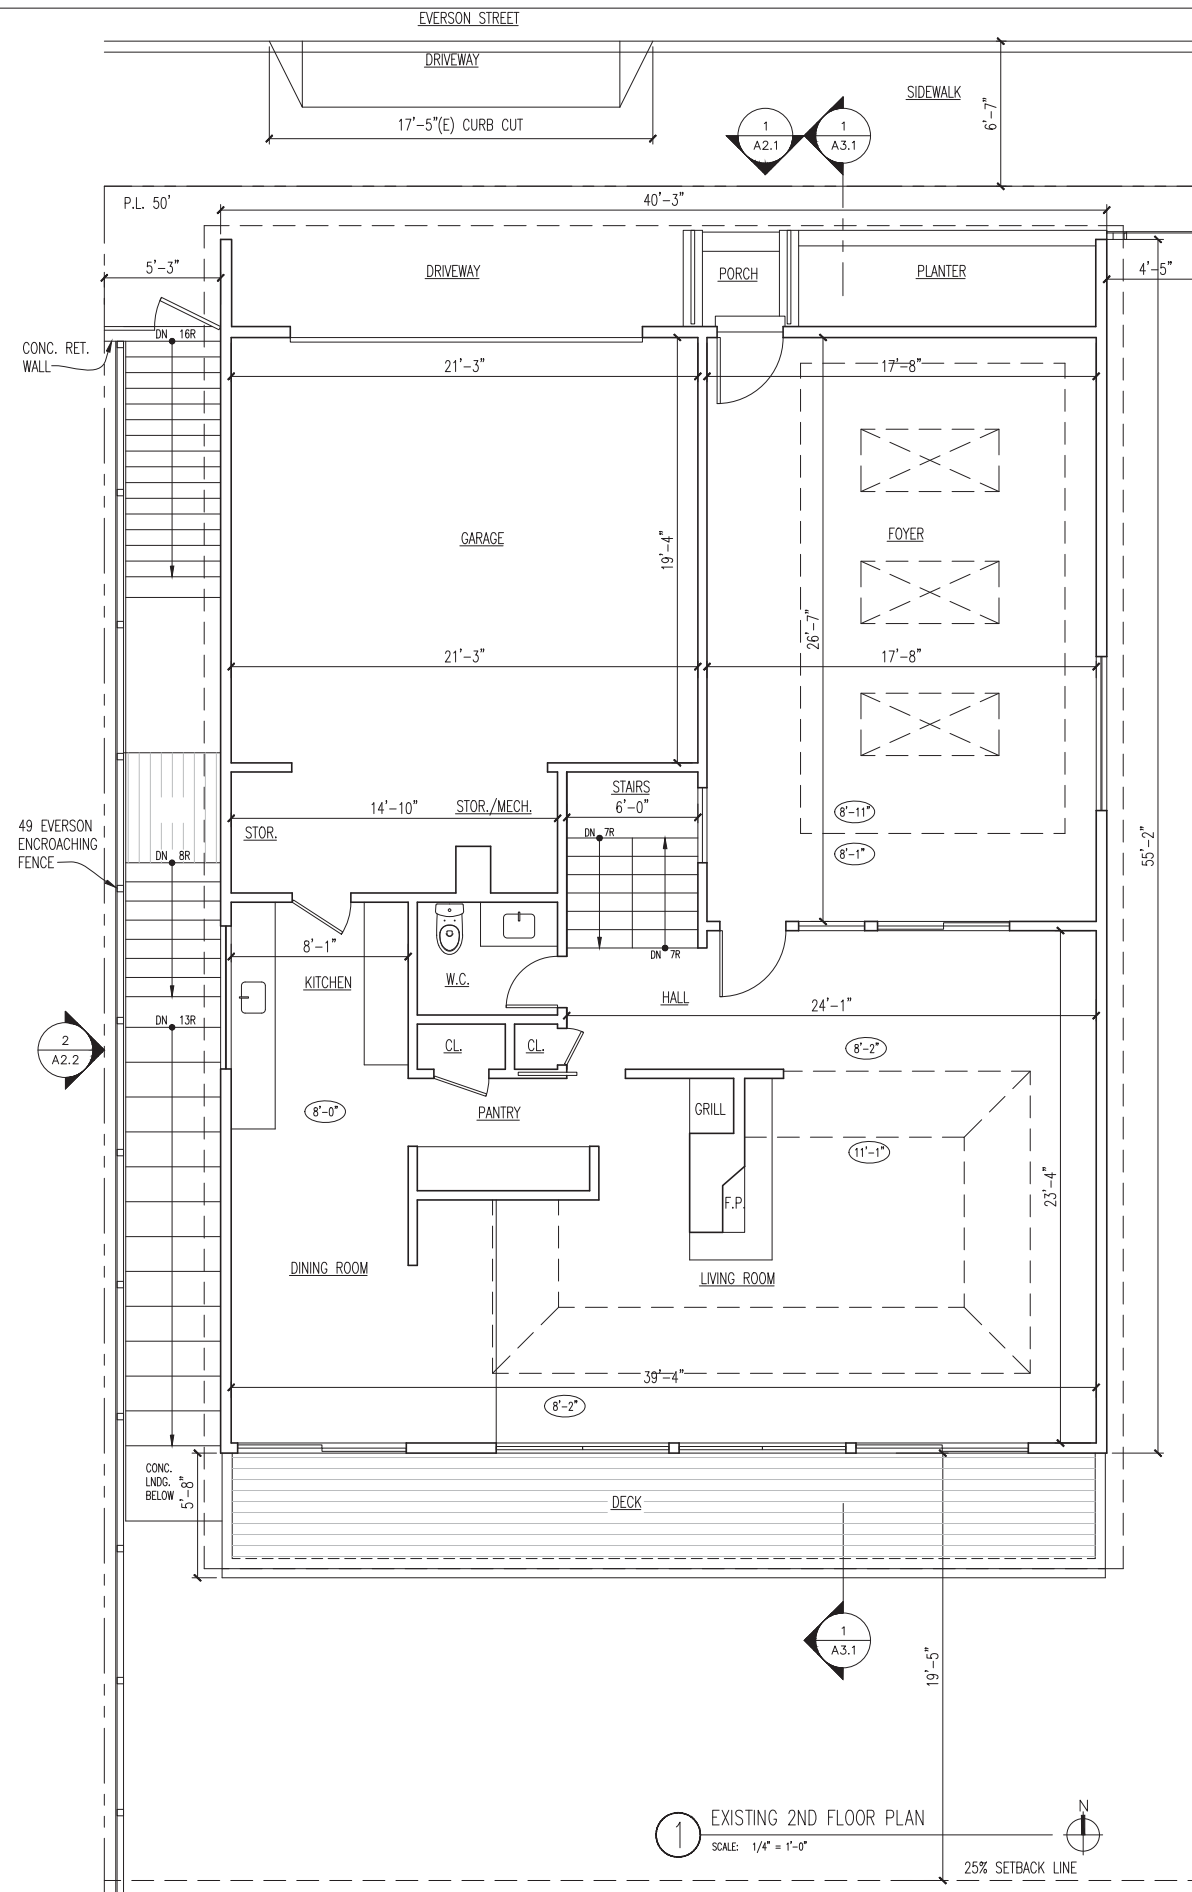 EVERSON STREET
DRIVEWAY
SIDEWALK
6'-7"
17'-5"(E) CURB CUT
1
A2.1
1
A3.1
P.L. 50'
40'-3"
5'-3"
DRIVEWAY
PORCH
PLANTER
4'-5"
DN 16R
CONC. RET.
WALL
21'-3"
17'-8"
GARAGE
19'-4"
FOYER
26'-7"
21'-3"
17'-8"
STAIRS
6'-0"
14'-10"
STOR./MECH.
STOR.
8'-11"
8'-1"
49 EVERSON
ENCROACHING
FENCE
DN 7R
DN 8R
55'-2"
8'-1"
DN 7R
KITCHEN
W.C.
HALL
24'-1"
DN 13R
2
A2.2
CL.
CL.
8'-2"
8'-0"
PANTRY
GRILL
11'-1"
23'-4"
F.P.
DINING ROOM
LIVING ROOM
39'-4"
8'-2"
CONC.
LNDG.
BELOW
5'-8"
DECK
1
A3.1
19'-5"
1
EXISTING 2ND FLOOR PLAN
SCALE: 1/4" = 1'-0"
N
25% SETBACK LINE